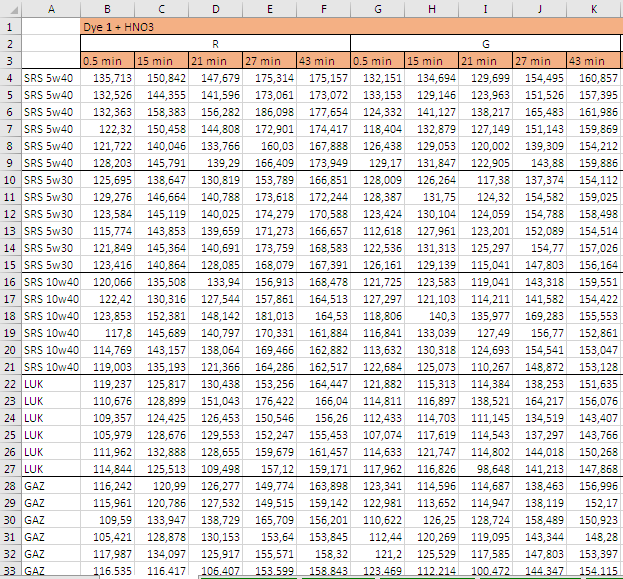 A B C D E F G H I J K
1 Dye 1 + HNO3
2 R G
3 0.5 min 15 min 21 min 27 min 43 min 0.5 min 15 min 21 min 27 min 43 min
4 SRS 5w40 135,713 150,842 147,679 175,314 175,157 132,151 134,694 129,699 154,495 160,857
5 SRS 5w40 132,526 144,355 141,596 173,061 173,072 133,153 129,146 123,963 151,526 157,395
6 SRS 5w40 132,363 158,383 156,282 186,098 177,654 124,332 141,127 138,217 165,483 161,986
7 SRS 5w40 122,32 150,458 144,808 172,901 174,417 118,404 132,879 127,149 151,143 159,869
8 SRS 5w40 121,722 140,046 133,766 160,03 167,888 126,438 129,053 120,002 139,309 154,212
9 SRS 5w40 128,203 145,791 139,29 166,409 173,949 129,17 131,847 122,905 143,88 159,886
10 SRS 5w30 125,695 138,647 130,819 153,789 166,851 128,009 126,264 117,38 137,374 154,112
11 SRS 5w30 129,276 146,664 140,788 173,618 172,244 128,387 131,75 124,32 154,582 159,025
12 SRS 5w30 123,584 145,119 140,025 174,279 170,588 123,424 130,104 124,059 154,788 158,498
13 SRS 5w30 115,774 143,853 139,659 171,273 166,657 112,618 127,961 123,201 152,089 154,514
14 SRS 5w30 121,849 145,364 140,691 173,759 168,583 122,536 131,313 125,297 154,77 157,026
15 SRS 5w30 123,416 140,864 128,085 168,079 167,391 126,161 129,139 115,041 147,803 156,164
16 SRS 10w40 120,066 135,508 133,94 156,913 168,478 121,725 123,583 119,041 143,318 159,551
17 SRS 10w40 122,42 130,316 127,544 157,861 164,513 127,297 121,103 114,211 141,582 154,422
18 SRS 10w40 123,853 152,381 148,142 181,013 164,53 118,806 140,3 135,977 169,283 155,553
19 SRS 10w40 117,8 145,689 140,797 170,331 161,884 116,841 133,039 127,49 156,77 152,861
20 SRS 10w40 114,769 143,157 138,064 169,466 162,882 113,632 130,318 124,693 154,541 153,047
21 SRS 10w40 119,003 135,193 121,366 164,286 162,517 122,684 125,073 110,267 148,872 153,128
22 LUK 119,237 125,817 130,438 153,256 164,447 121,882 115,313 114,384 138,253 151,635
23 LUK 110,676 128,899 151,043 176,422 166,04 114,811 116,897 138,521 164,217 156,076
24 LUK 109,357 124,425 126,453 150,546 156,26 112,433 114,703 111,145 134,519 143,407
25 LUK 105,979 128,676 129,553 152,247 155,453 107,074 117,619 114,543 137,297 143,766
26 LUK 111,962 132,888 128,655 159,679 161,457 114,633 121,747 114,802 144,018 150,268
27 LUK 114,844 125,513 109,498 157,12 159,171 117,962 116,826 98,648 141,213 147,868
28 GAZ 116,242 120,99 126,277 149,774 163,898 123,341 114,596 114,687 138,463 156,996
29 GAZ 115,961 120,786 127,532 149,515 159,142 122,981 113,652 114,947 138,119 152,17
30 GAZ 109,59 133,947 138,729 165,709 156,201 110,622 126,25 128,724 158,489 150,923
31 GAZ 105,421 128,878 130,153 153,64 153,845 112,44 120,269 119,095 143,344 148,28
32 GAZ 117,987 134,097 125,917 155,571 158,32 121,2 125,529 117,585 147,803 153,397
33 GAZ 116,535 116,417 106,407 153,599 158,843 123,469 112,214 100,472 144,347 154,115